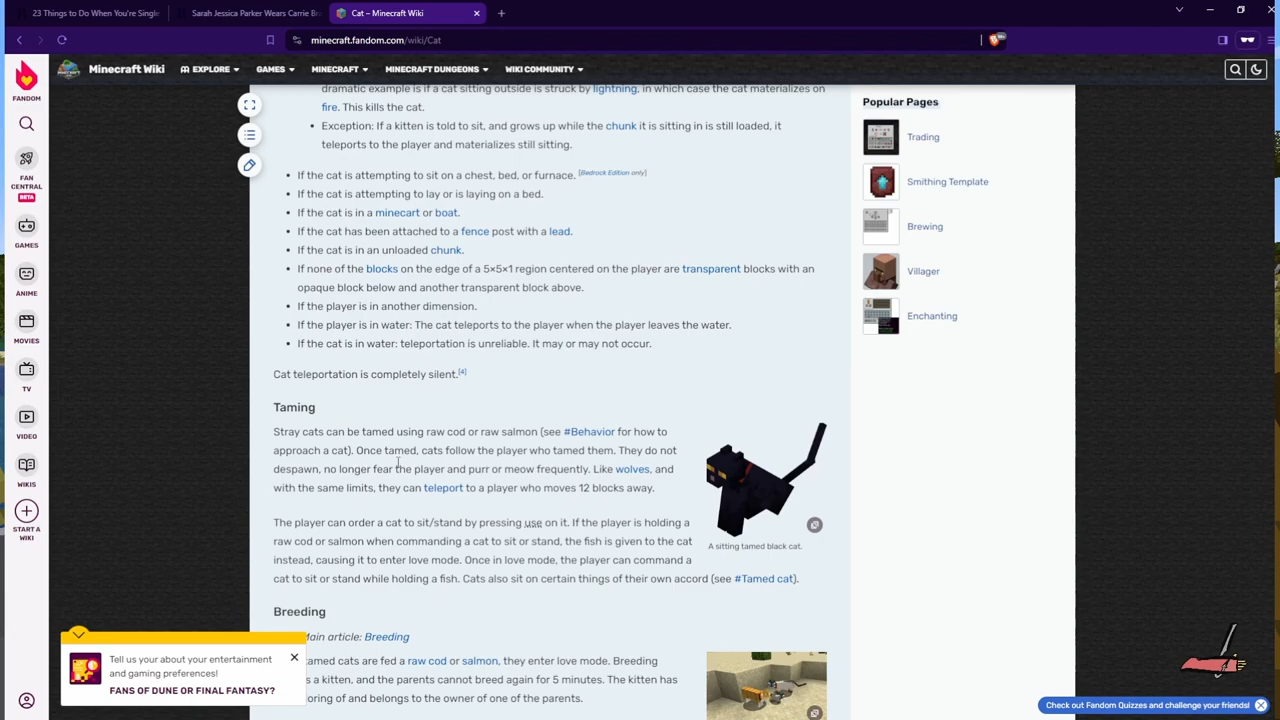 23 Things to Do When You're Single
Sarah Jessica Parker Wears Carrie Bra
Cat – Minecraft Wiki
minecraft.fandom.com/wiki/Cat
FANDOM
FAN CENTRAL
BETA
GAMES
ANIME
MOVIES
TV
VIDEO
WIKIS
START A WIKI
Minecraft Wiki
EXPLORE
GAMES
MINECRAFT
MINECRAFT DUNGEONS
WIKI COMMUNITY
dramatic example is if a cat sitting outside is struck by lightning, in which case the cat materializes on
fire. This kills the cat.
Exception: If a kitten is told to sit, and grows up while the chunk it is sitting in is still loaded, it
teleports to the player and materializes still sitting.
If the cat is attempting to sit on a chest, bed, or furnace. [Bedrock Edition only]
If the cat is attempting to lay or is laying on a bed.
If the cat is in a minecart or boat.
If the cat has been attached to a fence post with a lead.
If the cat is in an unloaded chunk.
If none of the blocks on the edge of a 5×5×1 region centered on the player are transparent blocks with an
opaque block below and another transparent block above.
If the player is in another dimension.
If the player is in water: The cat teleports to the player when the player leaves the water.
If the cat is in water: teleportation is unreliable. It may or may not occur.
Cat teleportation is completely silent.[4]
Taming
Stray cats can be tamed using raw cod or raw salmon (see #Behavior for how to
approach a cat). Once tamed, cats follow the player who tamed them. They do not
despawn, no longer fear the player and purr or meow frequently. Like wolves, and
with the same limits, they can teleport to a player who moves 12 blocks away.
A sitting tamed black cat.
The player can order a cat to sit/stand by pressing use on it. If the player is holding a
raw cod or salmon when commanding a cat to sit or stand, the fish is given to the cat
instead, causing it to enter love mode. Once in love mode, the player can command a
cat to sit or stand while holding a fish. Cats also sit on certain things of their own accord (see #Tamed cat).
Breeding
Main article: Breeding
tamed cats are fed a raw cod or salmon, they enter love mode. Breeding
s a kitten, and the parents cannot breed again for 5 minutes. The kitten has
oring of and belongs to the owner of one of the parents.
Popular Pages
Trading
Smithing Template
Brewing
Villager
Enchanting
Tell us your about your entertainment
and gaming preferences!
FANS OF DUNE OR FINAL FANTASY?
Check out Fandom Quizzes and challenge your friends!